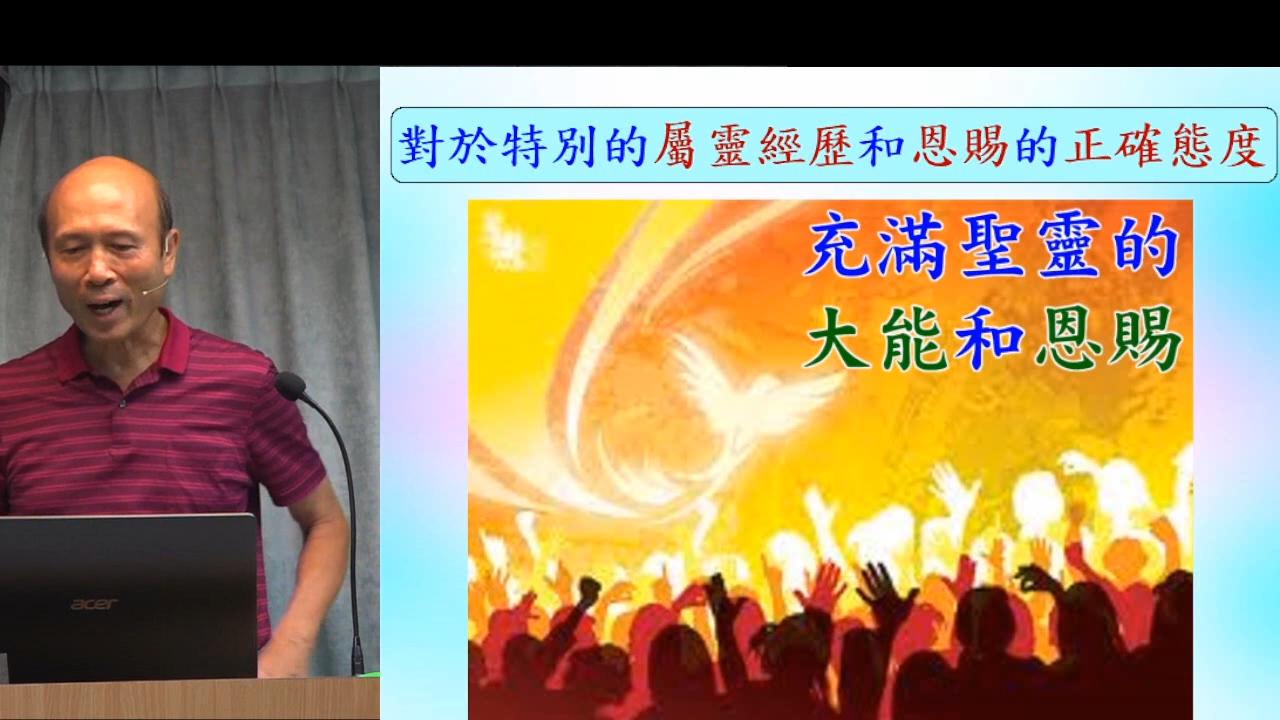 對於特別的屬靈經歷和恩賜的正確態度
充滿聖靈的
大能和恩賜
acer